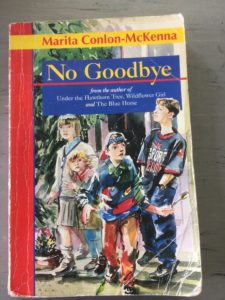 Marita Conlon-McKenna
No Goodbye
from the author of
Under the Hawthorn Tree, Wildflower Girl
and The Blue Horse